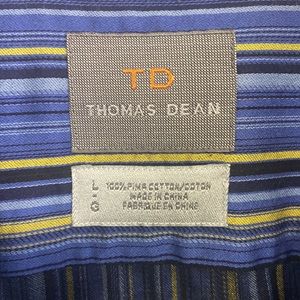 TD
THOMAS DEAN
L 100% PIMA COTTON/COTON
- MADE IN CHINA
G FABRIQUE EN CHINE